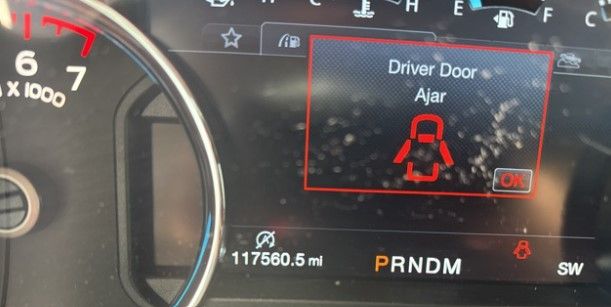 C H E F C
6 7
x 1000
Driver Door
Ajar
OK
117560.5 mi PRNDM SW